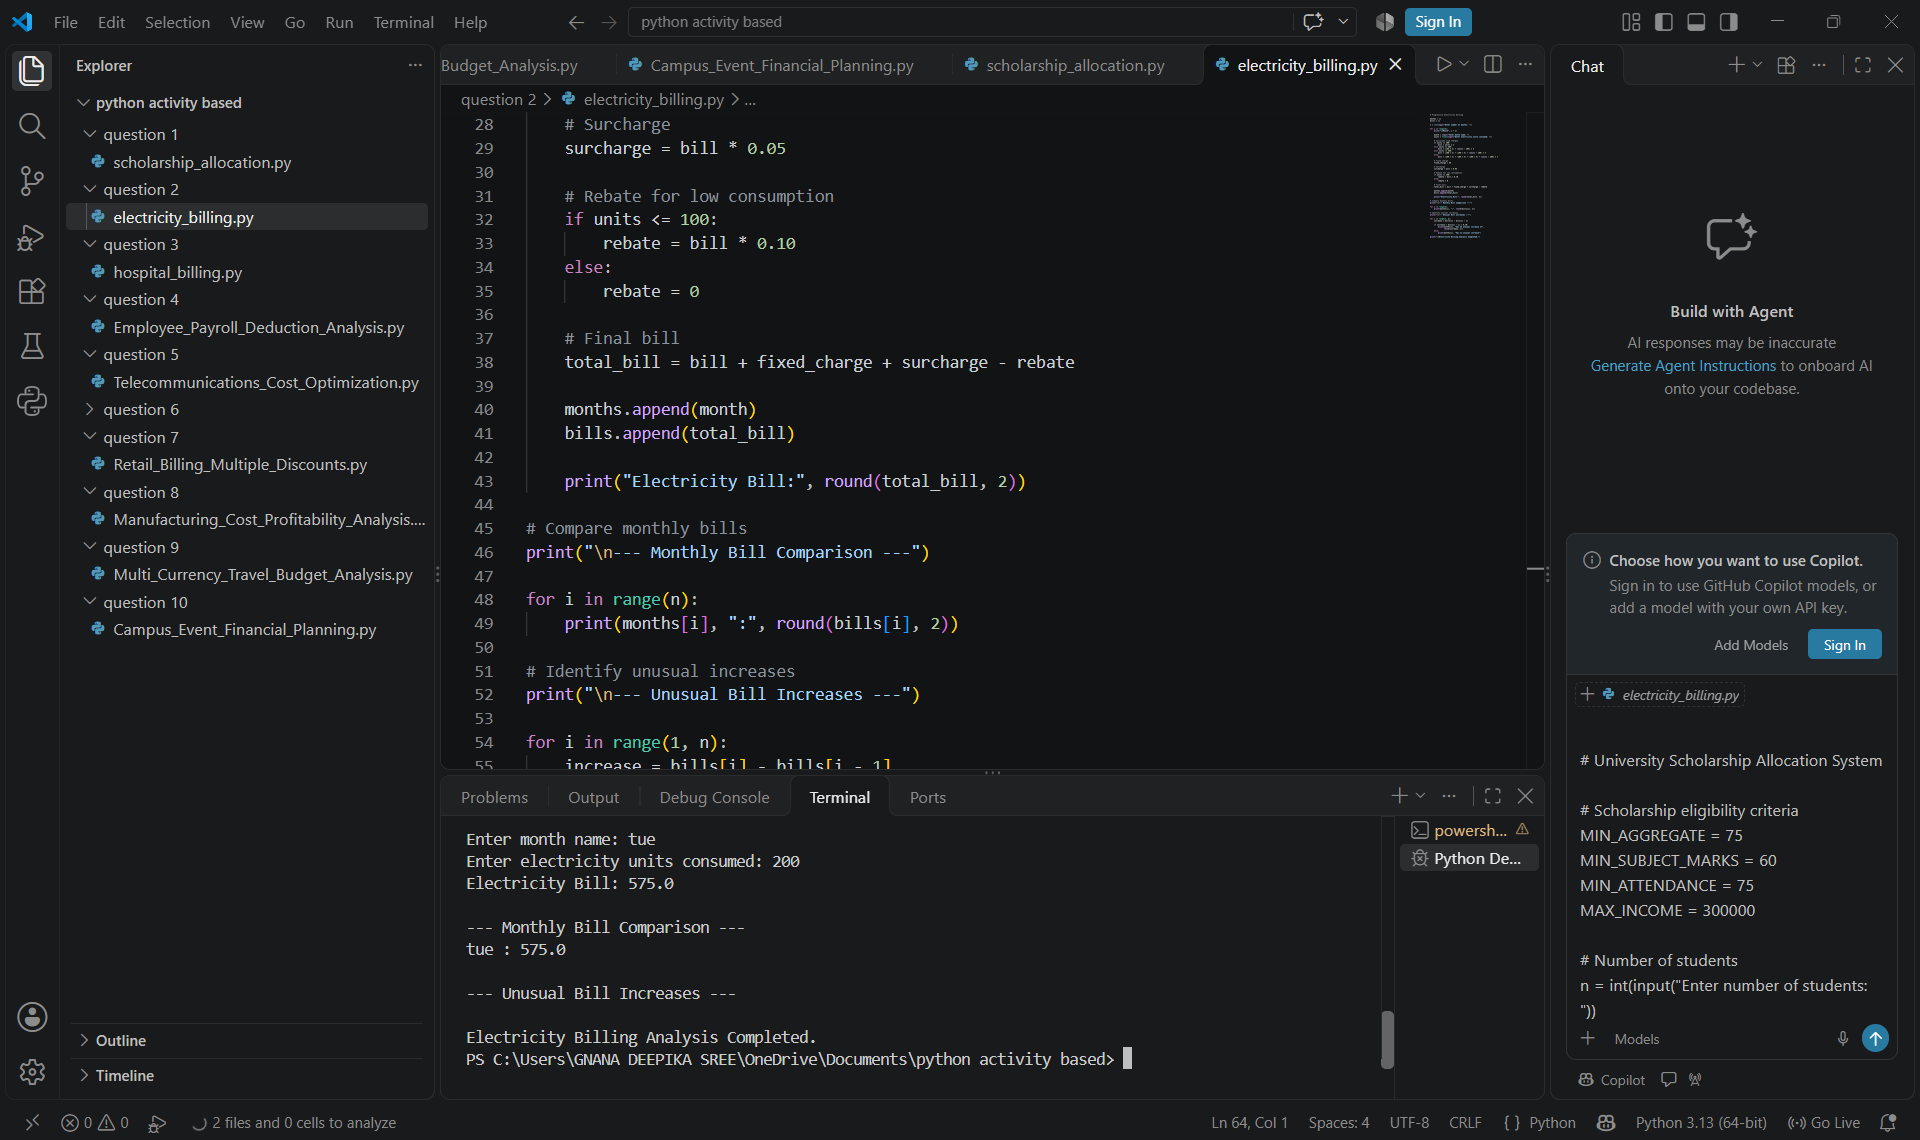 File Edit Selection View Go Run Terminal Help
python activity based
Sign In
Explorer
python activity based
question 1
scholarship_allocation.py
question 2
electricity_billing.py
question 3
hospital_billing.py
question 4
Employee_Payroll_Deduction_Analysis.py
question 5
Telecommunications_Cost_Optimization.py
question 6
question 7
Retail_Billing_Multiple_Discounts.py
question 8
Manufacturing_Cost_Profitability_Analysis....
question 9
Multi_Currency_Travel_Budget_Analysis.py
question 10
Campus_Event_Financial_Planning.py
Outline
Timeline
Budget_Analysis.py
Campus_Event_Financial_Planning.py
scholarship_allocation.py
electricity_billing.py
question 2 > electricity_billing.py > ...
28 # Surcharge
29 surcharge = bill * 0.05
30
31 # Rebate for low consumption
32 if units <= 100:
33 rebate = bill * 0.10
34 else:
35 rebate = 0
36
37 # Final bill
38 total_bill = bill + fixed_charge + surcharge - rebate
39
40 months.append(month)
41 bills.append(total_bill)
42
43 print("Electricity Bill:", round(total_bill, 2))
44
45 # Compare monthly bills
46 print("\n--- Monthly Bill Comparison ---")
47
48 for i in range(n):
49 print(months[i], ":", round(bills[i], 2))
50
51 # Identify unusual increases
52 print("\n--- Unusual Bill Increases ---")
53
54 for i in range(1, n):
55 increase = bills[i] - bills[i - 1]
Problems Output Debug Console Terminal Ports
Enter month name: tue
Enter electricity units consumed: 200
Electricity Bill: 575.0
--- Monthly Bill Comparison ---
tue : 575.0
--- Unusual Bill Increases ---
Electricity Billing Analysis Completed.
PS C:\Users\GNANA DEEPIKA SREE\OneDrive\Documents\python activity based>
powersh...
Python De...
Chat
Build with Agent
AI responses may be inaccurate
Generate Agent Instructions to onboard AI
onto your codebase.
Choose how you want to use Copilot.
Sign in to use GitHub Copilot models, or
add a model with your own API key.
Add Models
Sign In
electricity_billing.py
# University Scholarship Allocation System
# Scholarship eligibility criteria
MIN_AGGREGATE = 75
MIN_SUBJECT_MARKS = 60
MIN_ATTENDANCE = 75
MAX_INCOME = 300000
# Number of students
n = int(input("Enter number of students:
"))
Models
Copilot
0 0
2 files and 0 cells to analyze
Ln 64, Col 1
Spaces: 4
UTF-8
CRLF
{ } Python
Python 3.13 (64-bit)
Go Live